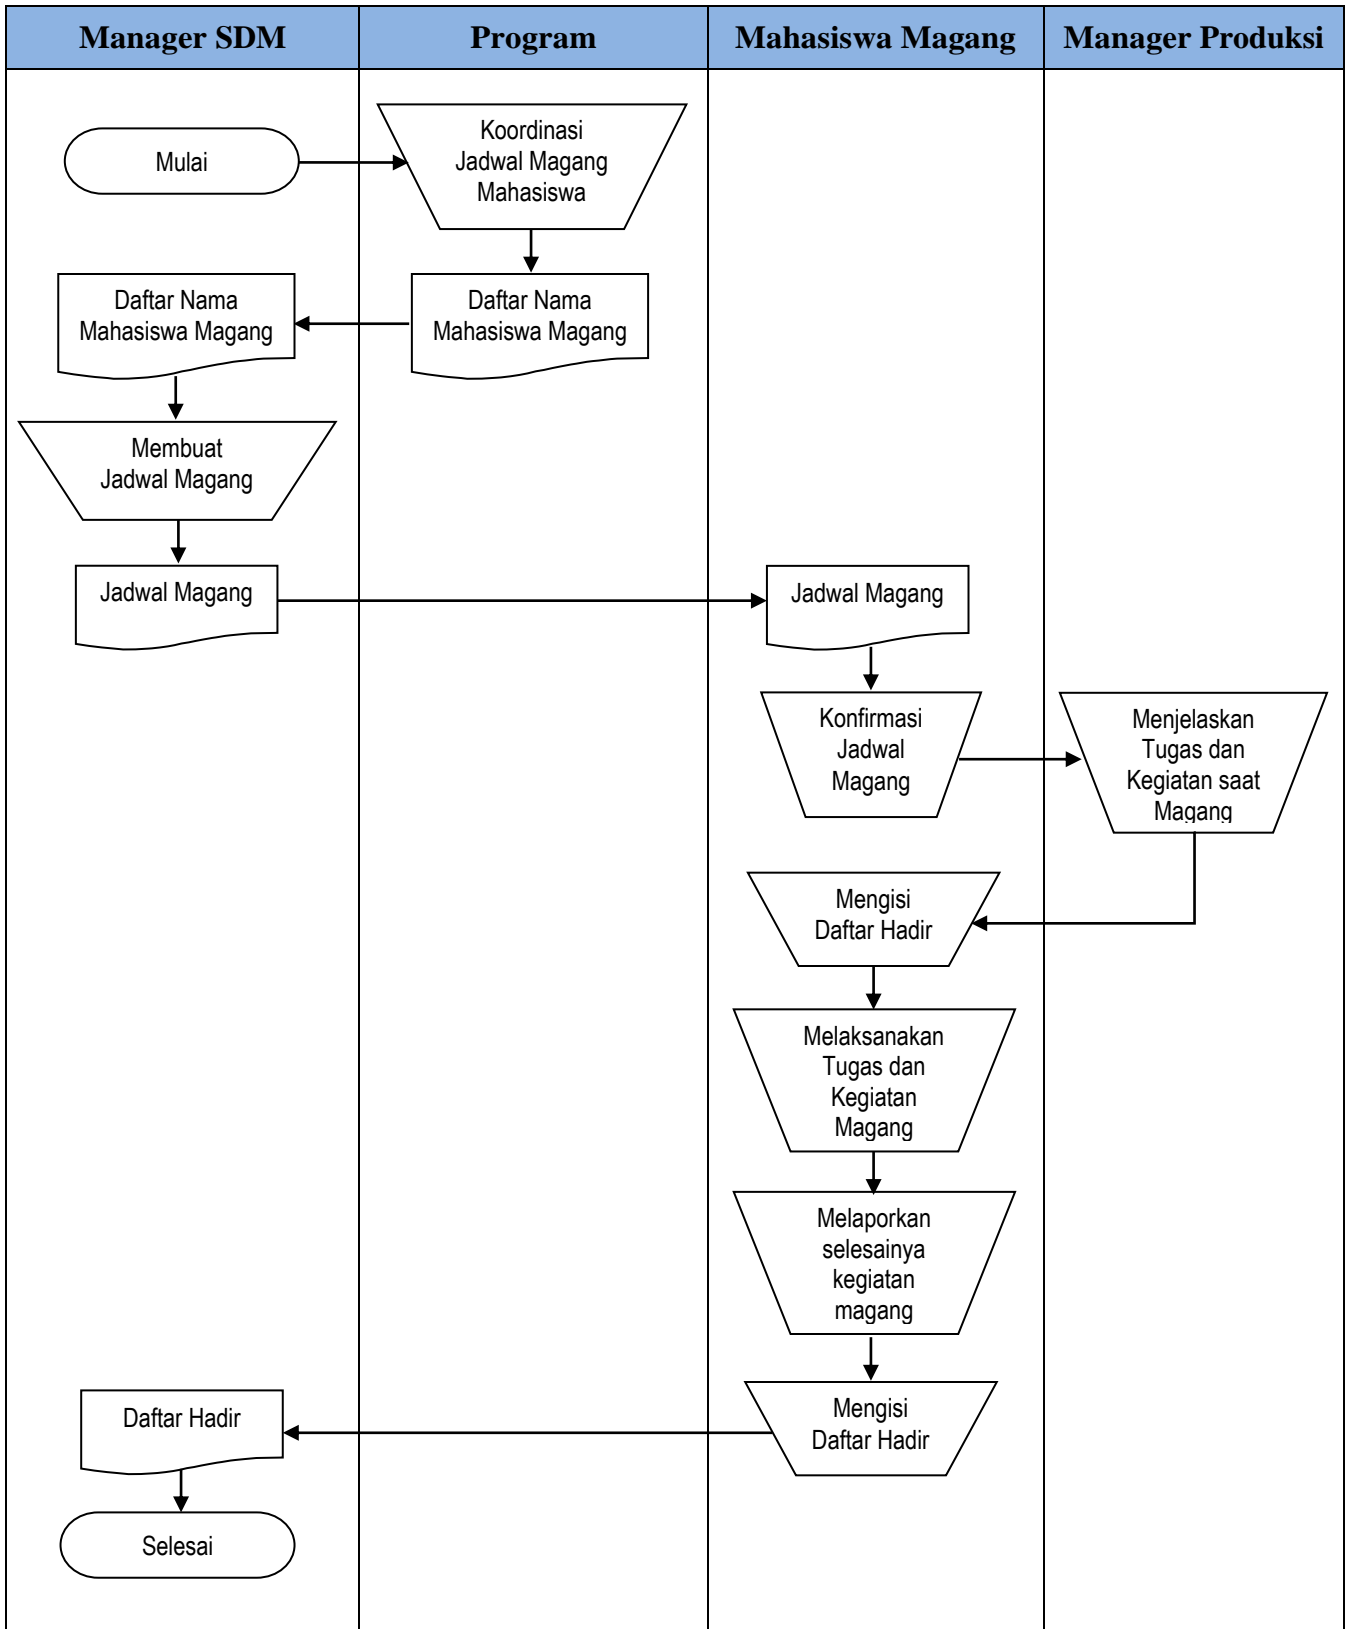 Manager SDM
Program
Mahasiswa Magang
Manager Produksi
Mulai
Koordinasi
Jadwal Magang
Mahasiswa
Daftar Nama
Mahasiswa Magang
Daftar Nama
Mahasiswa Magang
Membuat
Jadwal Magang
Jadwal Magang
Jadwal Magang
Konfirmasi
Jadwal
Magang
Menjelaskan
Tugas dan
Kegiatan saat
Magang
Mengisi
Daftar Hadir
Melaksanakan
Tugas dan
Kegiatan
Magang
Melaporkan
selesainya
kegiatan
magang
Mengisi
Daftar Hadir
Daftar Hadir
Selesai